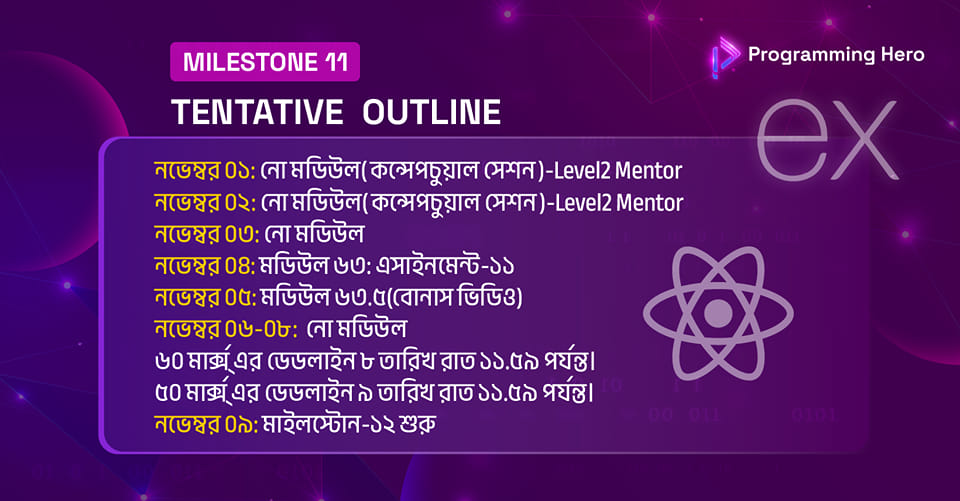 MILESTONE 11
Programming Hero
TENTATIVE OUTLINE
ex
নভেম্বর ০১: নো মডিউল( কন্সেপচুয়াল সেশন )-Level2 Mentor
নভেম্বর ০২: নো মডিউল( কন্সেপচুয়াল সেশন )-Level2 Mentor
নভেম্বর ০৩: নো মডিউল
নভেম্বর ০৪: মডিউল ৬৩: এসাইনমেন্ট-১১
নভেম্বর ০৫: মডিউল ৬৩.৫(বোনাস ভিডিও)
নভেম্বর ০৬-০৮: নো মডিউল
৬০ মার্ক্স্ এর ডেডলাইন ৮ তারিখ রাত ১১.৫৯ পর্যন্ত।
৫০ মার্ক্স্ এর ডেডলাইন ৯ তারিখ রাত ১১.৫৯ পর্যন্ত।
নভেম্বর ০৯: মাইলস্টোন-১২ শুরু